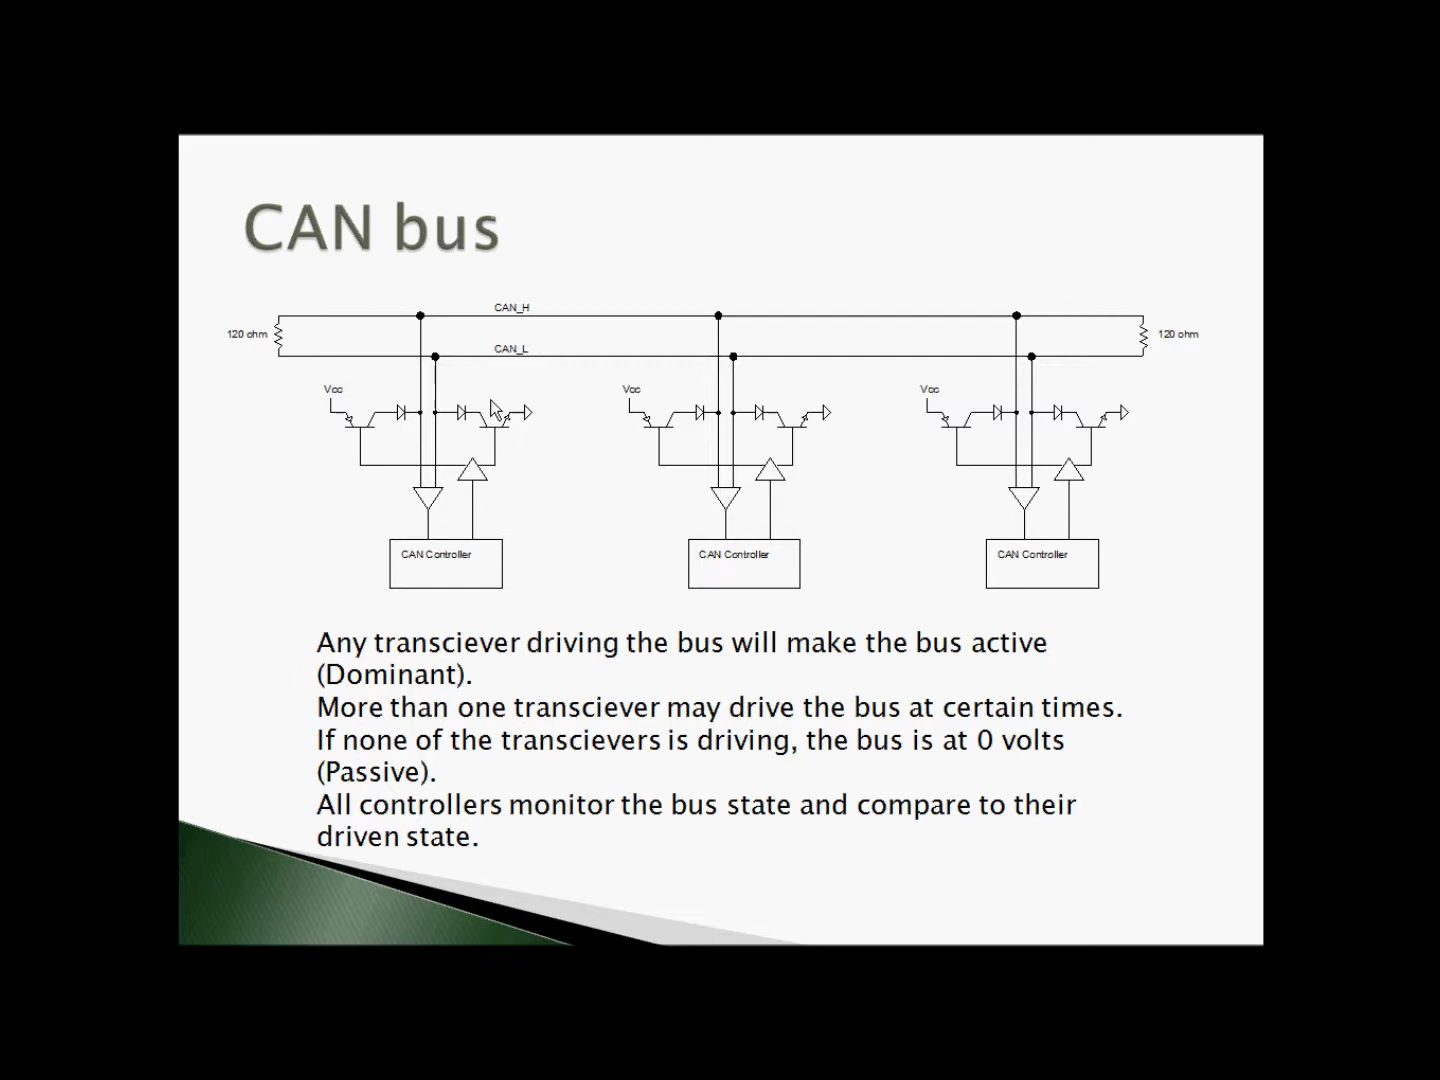 CAN bus
CAN_H
120 ohm
120 ohm
CAN_L
Vcc
Vcc
Vcc
CAN Controller
CAN Controller
CAN Controller
Any transciever driving the bus will make the bus active
(Dominant).
More than one transciever may drive the bus at certain times.
If none of the transcievers is driving, the bus is at 0 volts
(Passive).
All controllers monitor the bus state and compare to their
driven state.